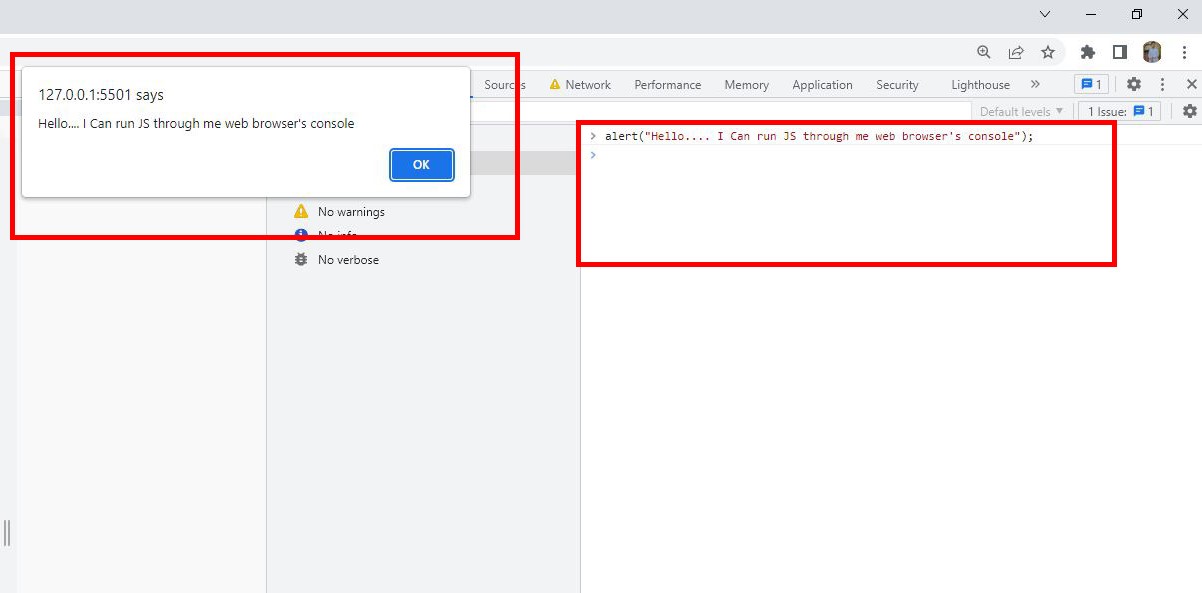 127.0.0.1:5501 says
Hello.... I Can run JS through me web browser's console
OK
Sources Network Performance Memory Application Security Lighthouse » 1
Default levels ▼ 1 Issue: 1
> alert("Hello.... I Can run JS through me web browser's console");
>
No warnings
No info
No verbose